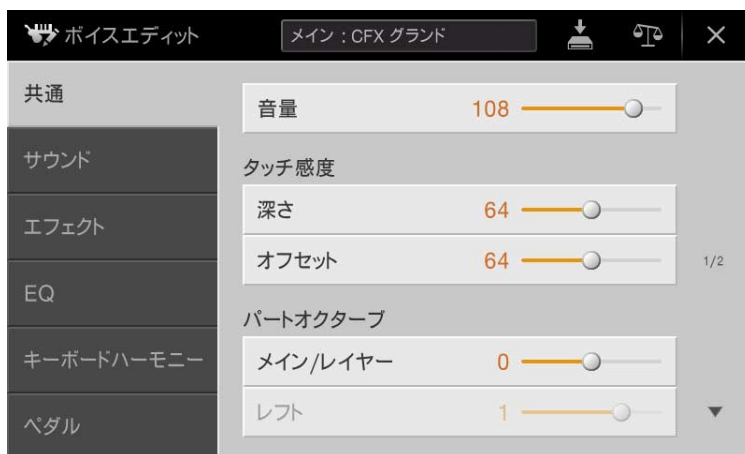 ボイスエディット
メイン : CFX グランド
共通
サウンド
エフェクト
EQ
キーボードハーモニー
ペダル
音量 108
タッチ感度
深さ 64
オフセット 64
パートオクターブ
メイン/レイヤー 0
レフト 1
1/2